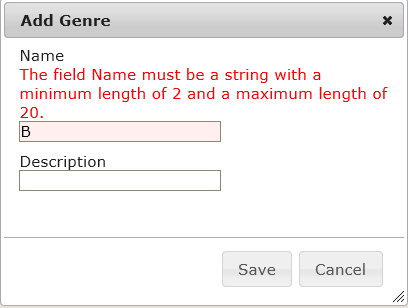 Add Genre
Name
The field Name must be a string with a
minimum length of 2 and a maximum length of
20.
B
Description
Save Cancel